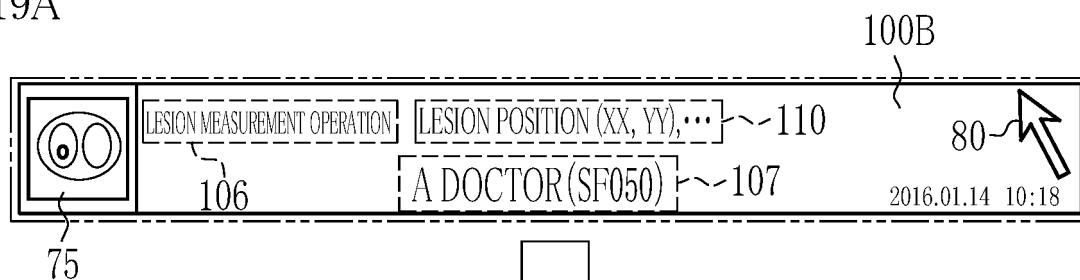 19A
100B
LESION MEASUREMENT OPERATION LESION POSITION (XX, YY),··· 110
80
106 A DOCTOR (SF050) 107
2016.01.14 10:18
75